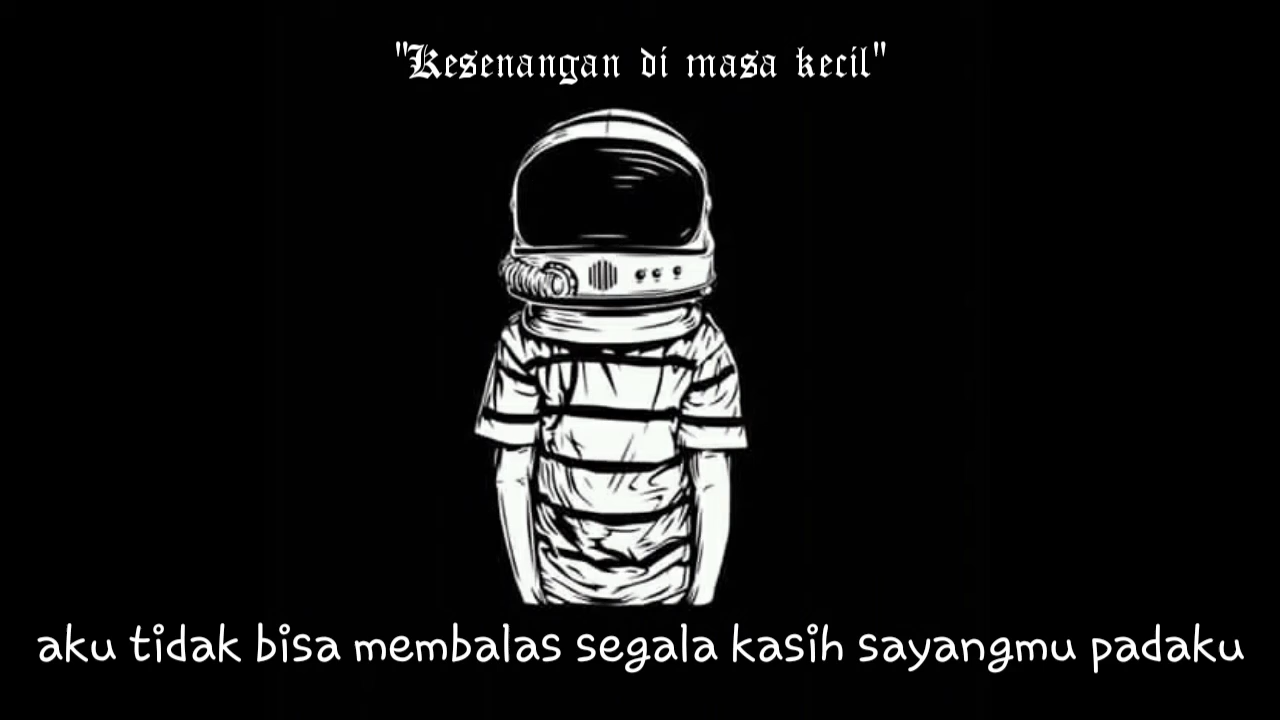 "Kesenangan di masa kecil"
aku tidak bisa membalas segala kasih sayangmu padaku